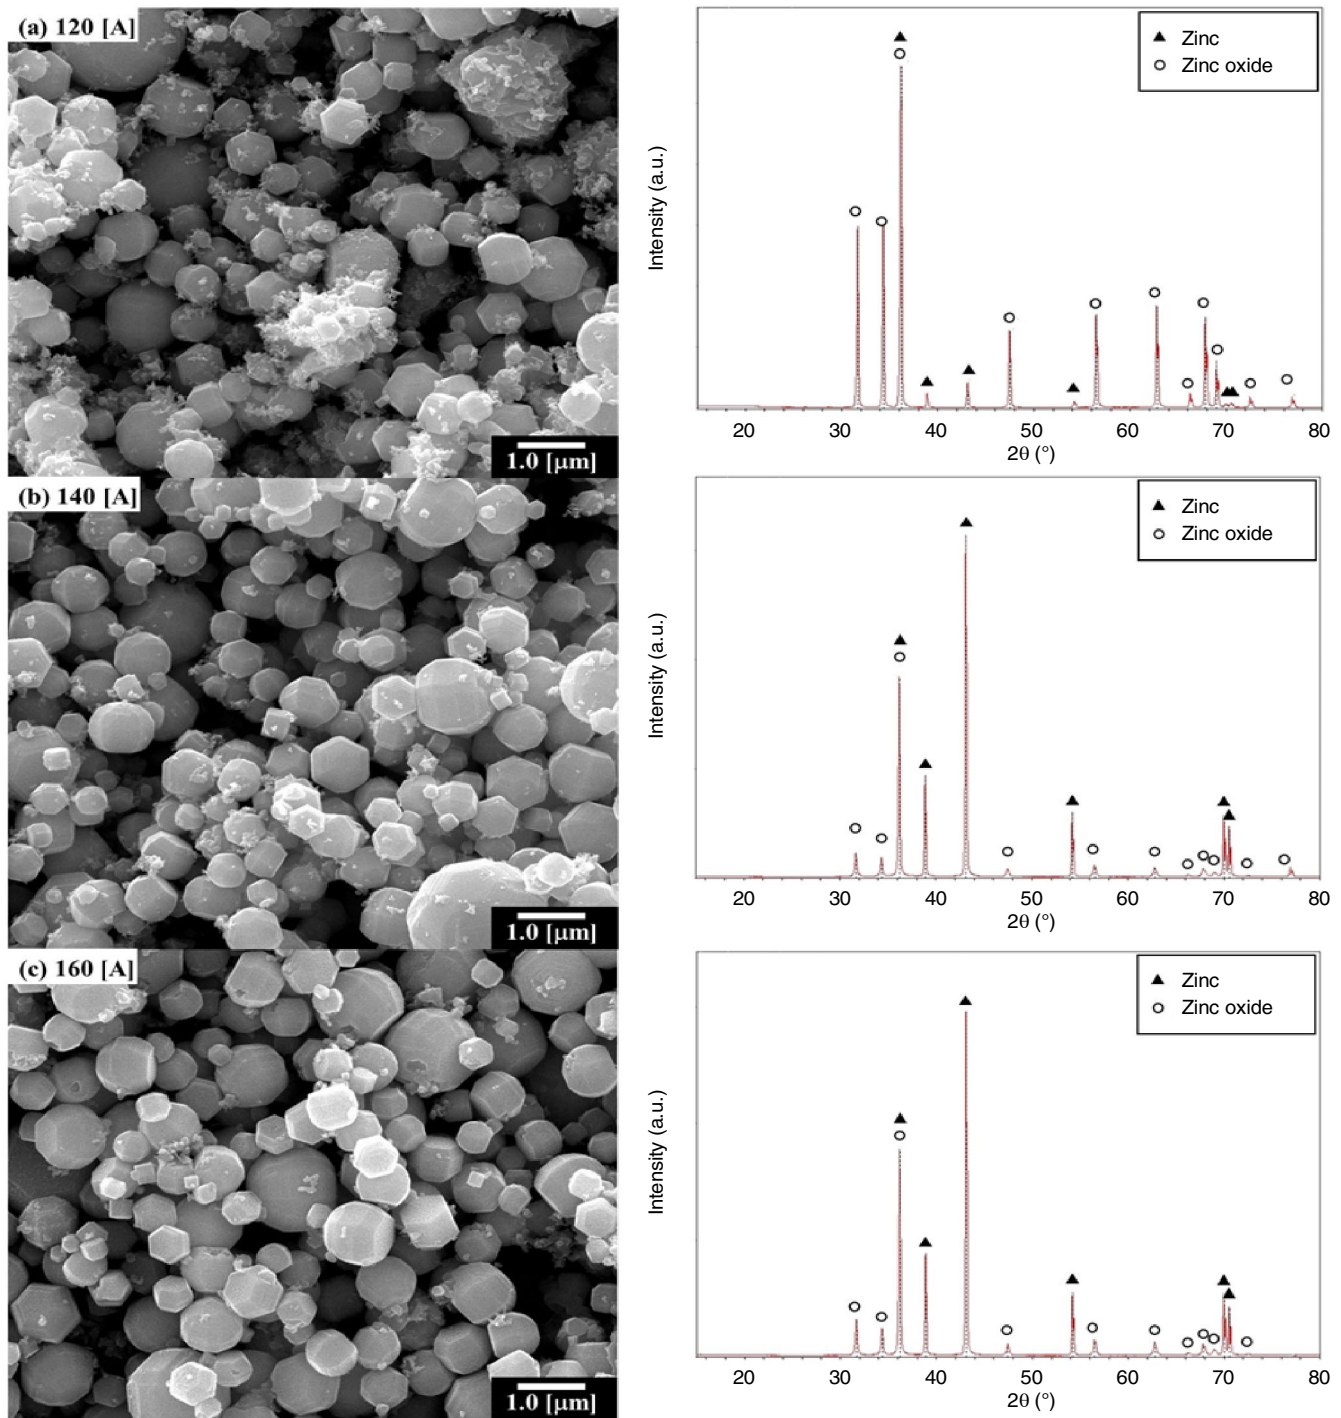 (a) 120 [A]
1.0 [µm]
Intensity (a.u.)
Zinc
Zinc oxide
20 30 40 50 60 70 80
2θ (°)
(b) 140 [A]
1.0 [µm]
Intensity (a.u.)
Zinc
Zinc oxide
20 30 40 50 60 70 80
2θ (°)
(c) 160 [A]
1.0 [µm]
Intensity (a.u.)
Zinc
Zinc oxide
20 30 40 50 60 70 80
2θ (°)